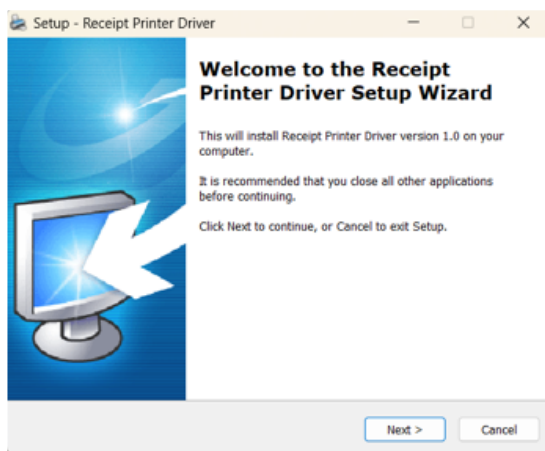 Setup - Receipt Printer Driver
Welcome to the Receipt
Printer Driver Setup Wizard
This will install Receipt Printer Driver version 1.0 on your
computer.
It is recommended that you close all other applications
before continuing.
Click Next to continue, or Cancel to exit Setup.
Next >
Cancel